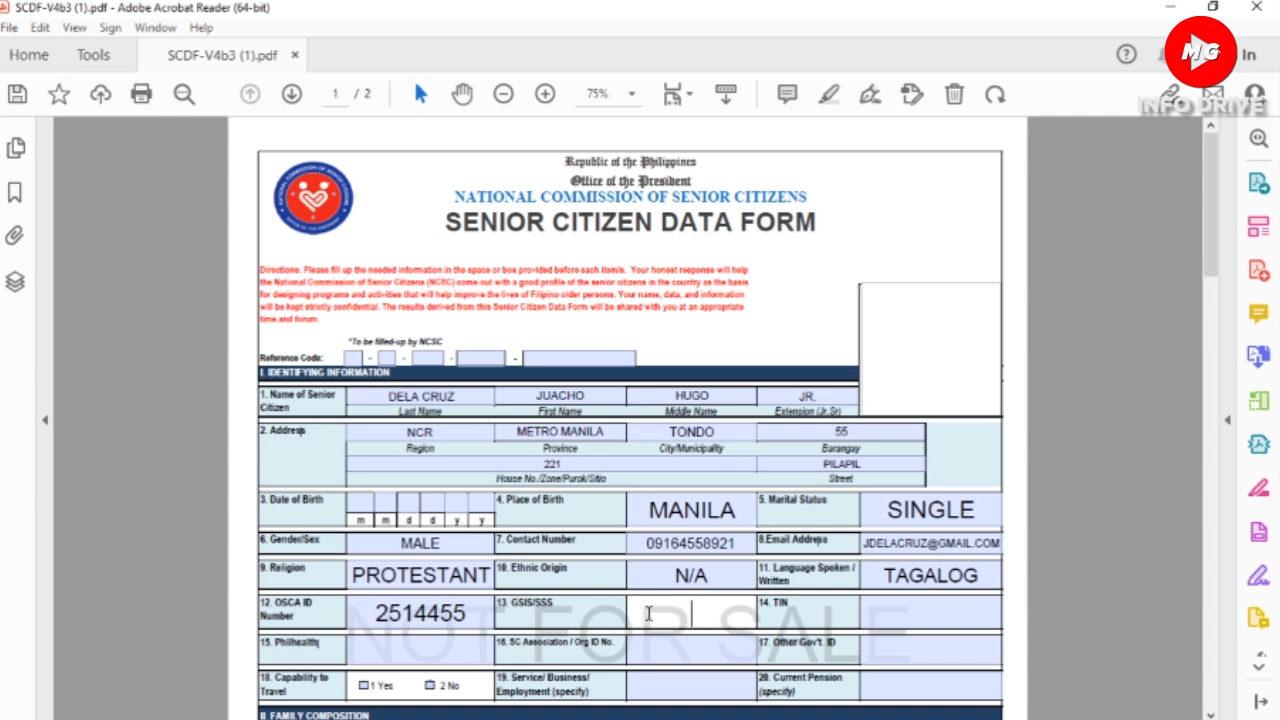 SCDF-V4b3 (1).pdf - Adobe Acrobat Reader (64-bit)
File Edit View Sign Window Help
Home Tools SCDF-V4b3 (1).pdf × In
MG
INFO DRIVE
1 / 2 75%
Republic of the Philippines
Office of the President
NATIONAL COMMISSION OF SENIOR CITIZENS
SENIOR CITIZEN DATA FORM
Directions: Please fill up the needed information in the space or box provided before each item/s. Your honest response will help
the National Commission of Senior Citizens (NCSC) come out with a good profile of the senior citizens in the country as the basis
for designing programs and activities that will help improve the lives of Filipino older persons. Your name, data, and information
will be kept strictly confidential. The results derived from this Senior Citizen Data Form will be shared with you at an appropriate
time and forum.
*To be filled-up by NCSC
Reference Code: - - - -
I. IDENTIFYING INFORMATION
1. Name of Senior Citizen DELA CRUZ JUACHO HUGO JR.
Last Name First Name Middle Name Extension (Jr.Sr)
2. Address NCR METRO MANILA TONDO 55
Region Province City/Municipality Barangay
221 PILAPIL
House No./Zone/Purok/Sitio Street
3. Date of Birth 4. Place of Birth MANILA 5. Marital Status SINGLE
m m d d y y
6. Gender/Sex MALE 7. Contact Number 09164558921 8.Email Address JDELACRUZ@GMAIL.COM
9. Religion PROTESTANT 10. Ethnic Origin N/A 11. Language Spoken / Written TAGALOG
12. OSCA ID Number 2514455 13. GSIS/SSS 14. TIN
NOT FOR SALE
15. Philhealth 16. SC Association / Org ID No. 17. Other Gov't. ID
18. Capability to Travel 1 Yes 2 No 19. Service/ Business/ Employment (specify) 20. Current Pension (specify)
II. FAMILY COMPOSITION